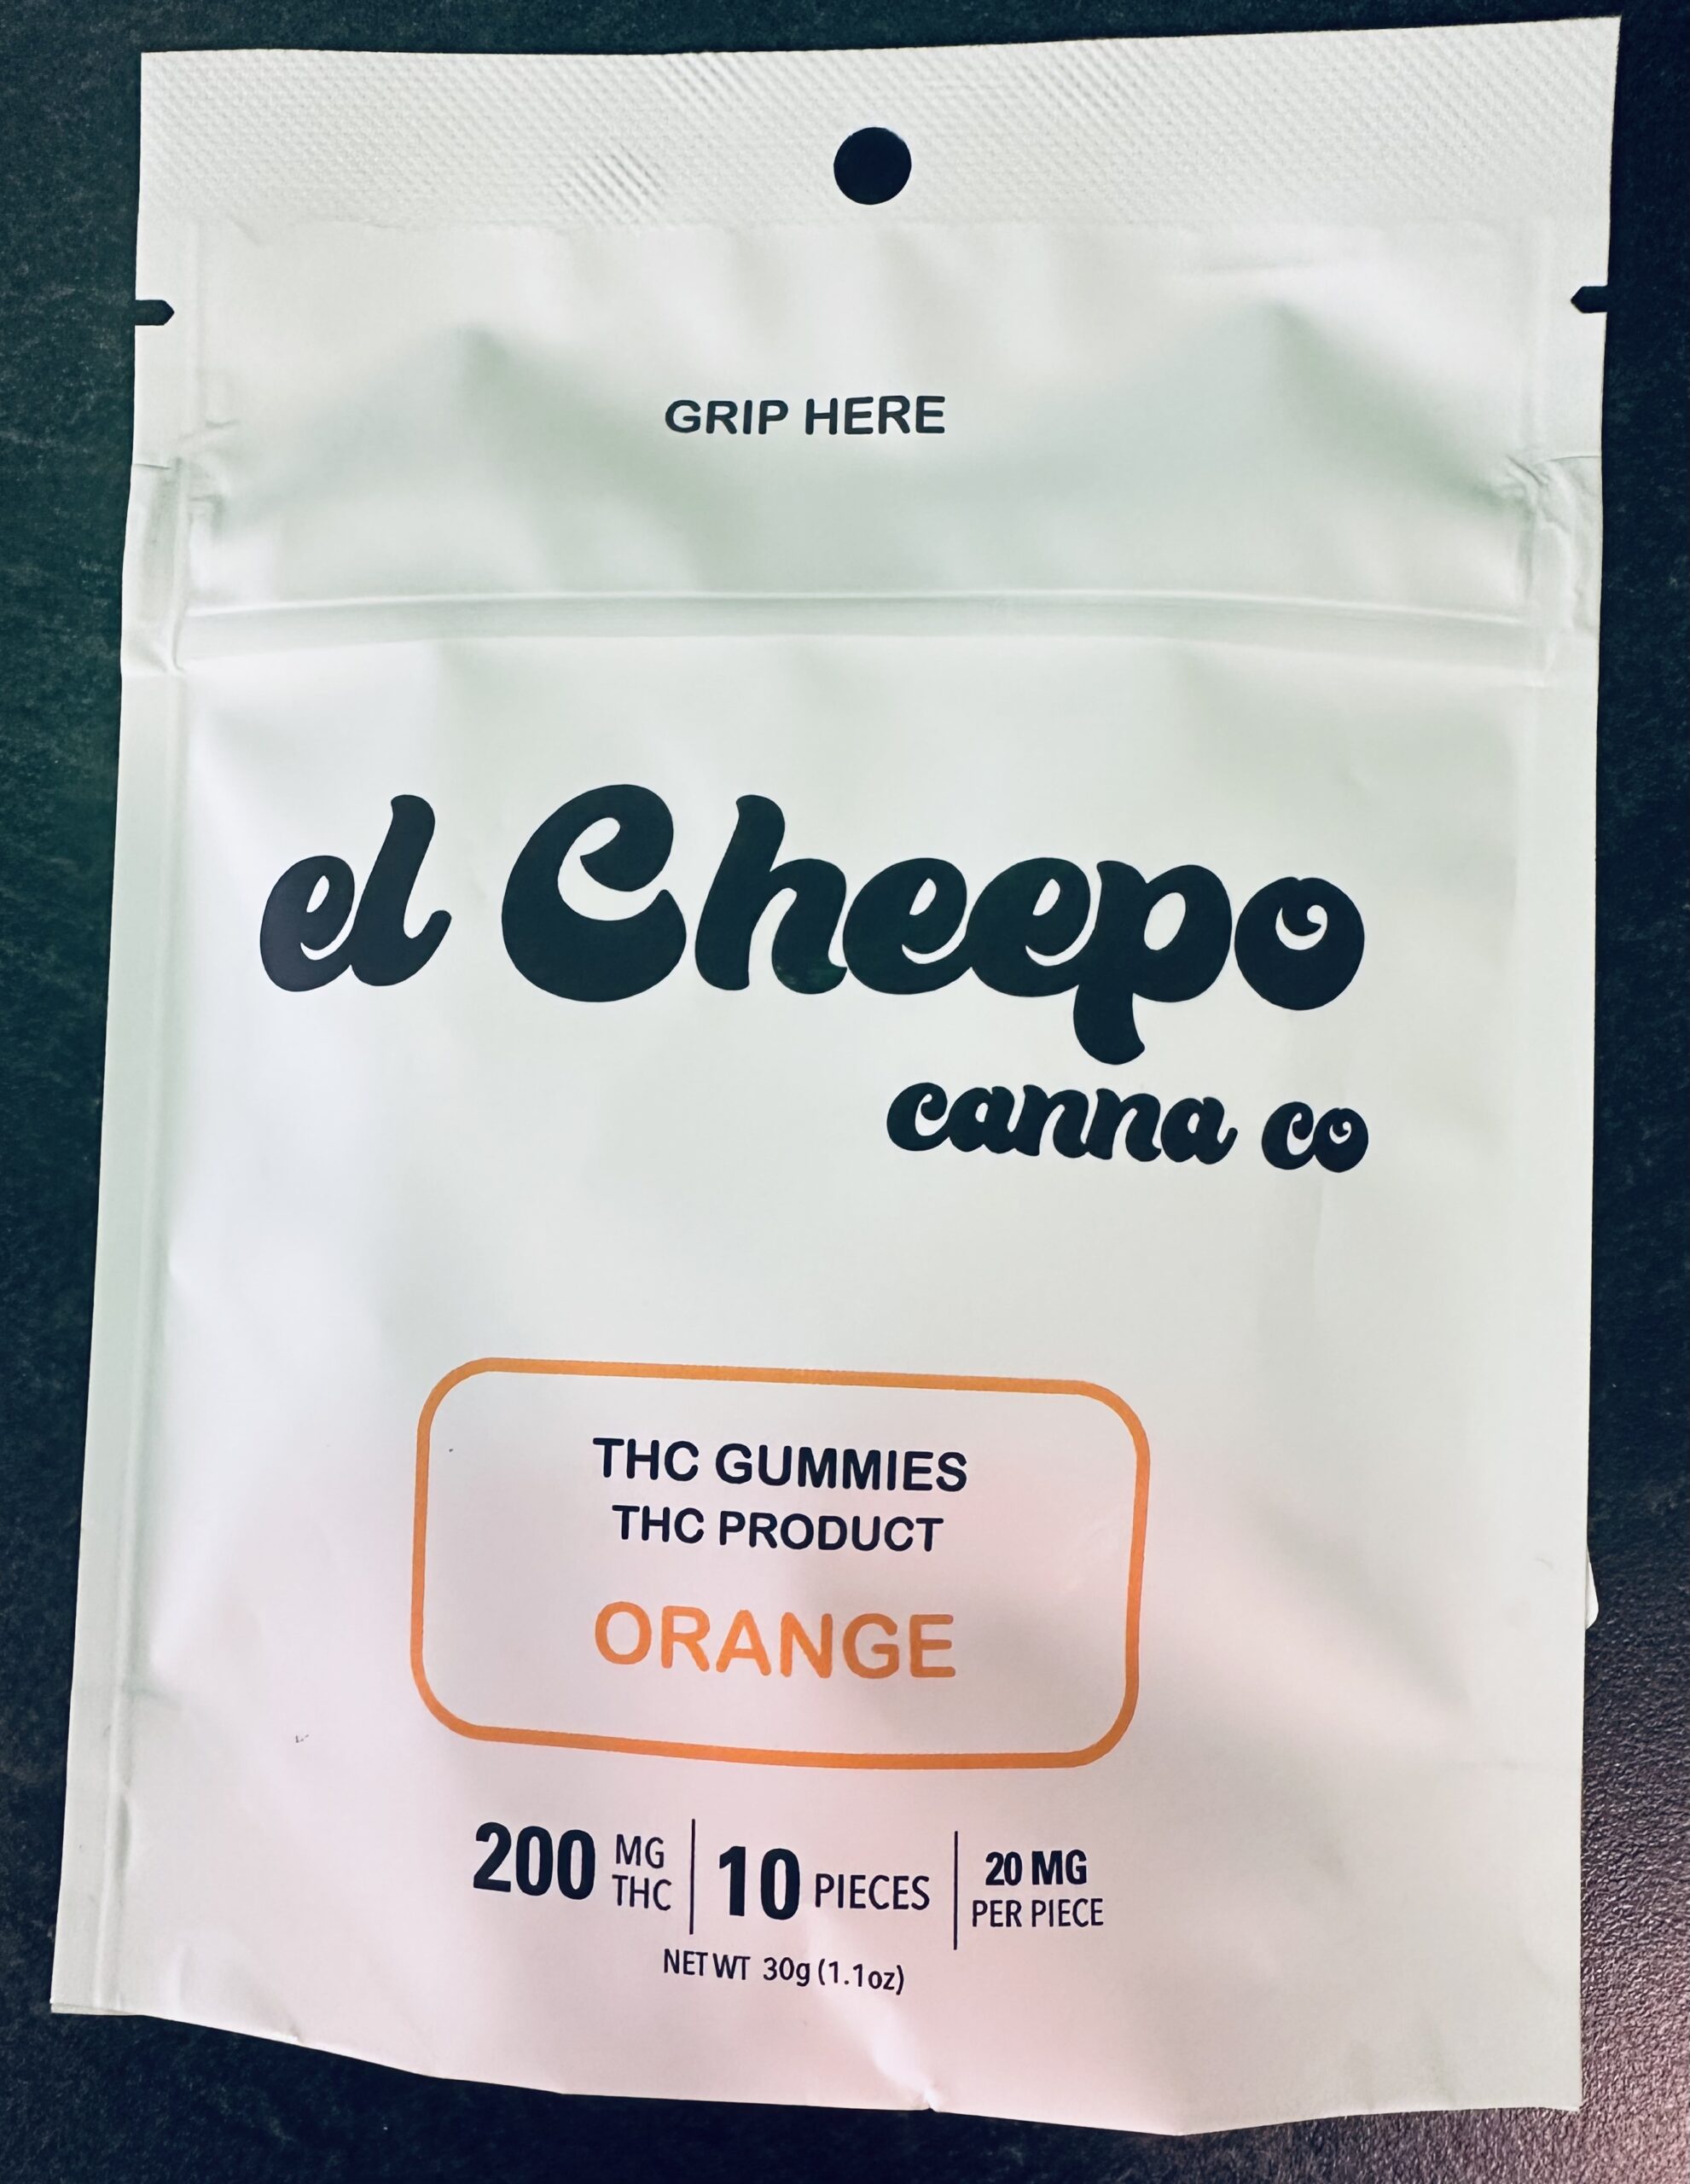 GRIP HERE
el Cheepo
canna co
THC GUMMIES
THC PRODUCT
ORANGE
200 MG THC | 10 PIECES | 20 MG PER PIECE
NET WT 30g (1.1oz)